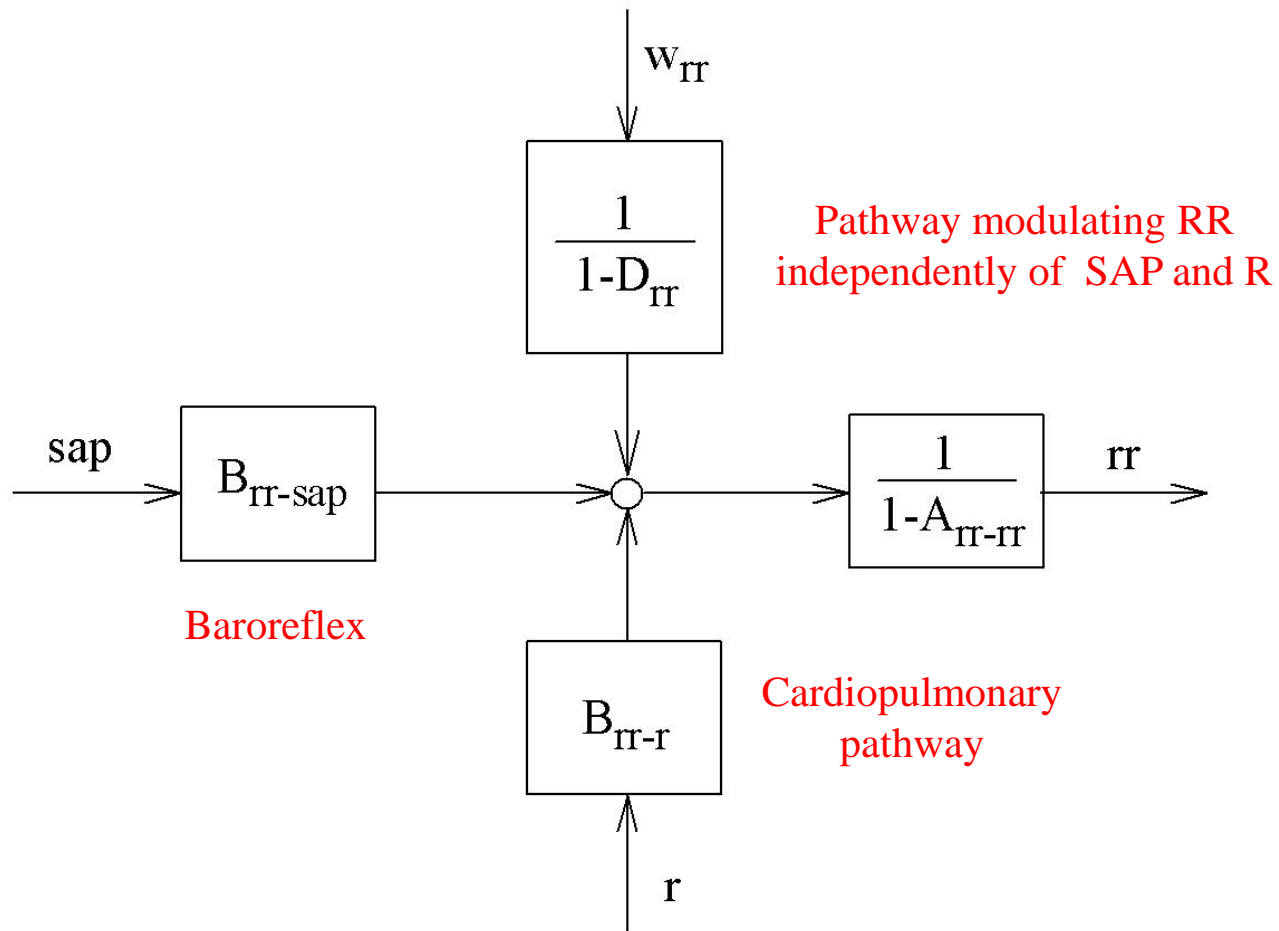 w_rr
1
1-D_rr
Pathway modulating RR
independently of SAP and R
sap
B_rr-sap
1
1-A_rr-rr
rr
Baroreflex
B_rr-r
Cardiopulmonary
pathway
r